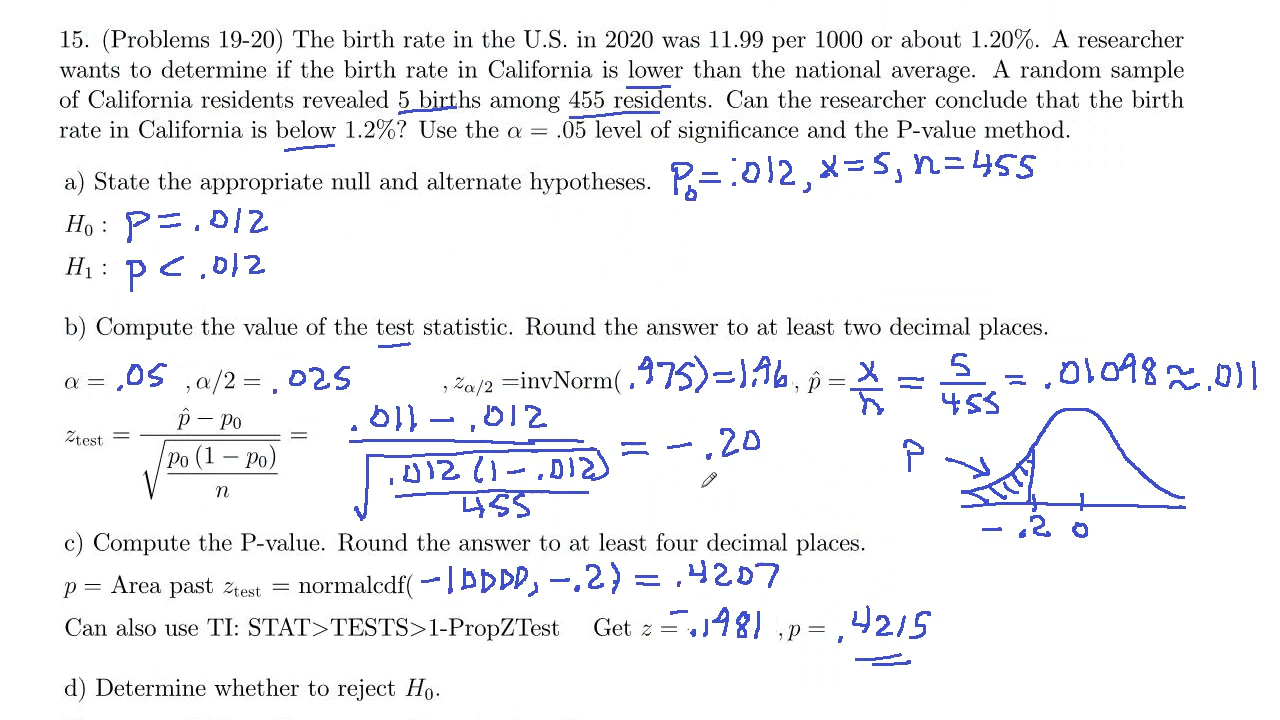 15. (Problems 19-20) The birth rate in the U.S. in 2020 was 11.99 per 1000 or about 1.20%. A researcher
wants to determine if the birth rate in California is lower than the national average. A random sample
of California residents revealed 5 births among 455 residents. Can the researcher conclude that the birth
rate in California is below 1.2%? Use the α = .05 level of significance and the P-value method.
a) State the appropriate null and alternate hypotheses. P₀ = .012, x = 5, n = 455
H₀ : p = .012
H₁ : p < .012
b) Compute the value of the test statistic. Round the answer to at least two decimal places.
α = .05 , α/2 = .025 , z_{α/2} =invNorm(.975) = 1.96, p̂ = x/n = 5/455 = .01098 ≈ .011
z_test = (p̂ − p₀) / √(p₀ (1 − p₀) / n) = (.011 − .012) / √(.012 (1 − .012) / 455) = −.20
P
−.2 0
c) Compute the P-value. Round the answer to at least four decimal places.
p = Area past z_test = normalcdf(−10000, −.2) = .4207
Can also use TI: STAT>TESTS>1-PropZTest Get z = −.1981 , p = .4215
d) Determine whether to reject H₀.